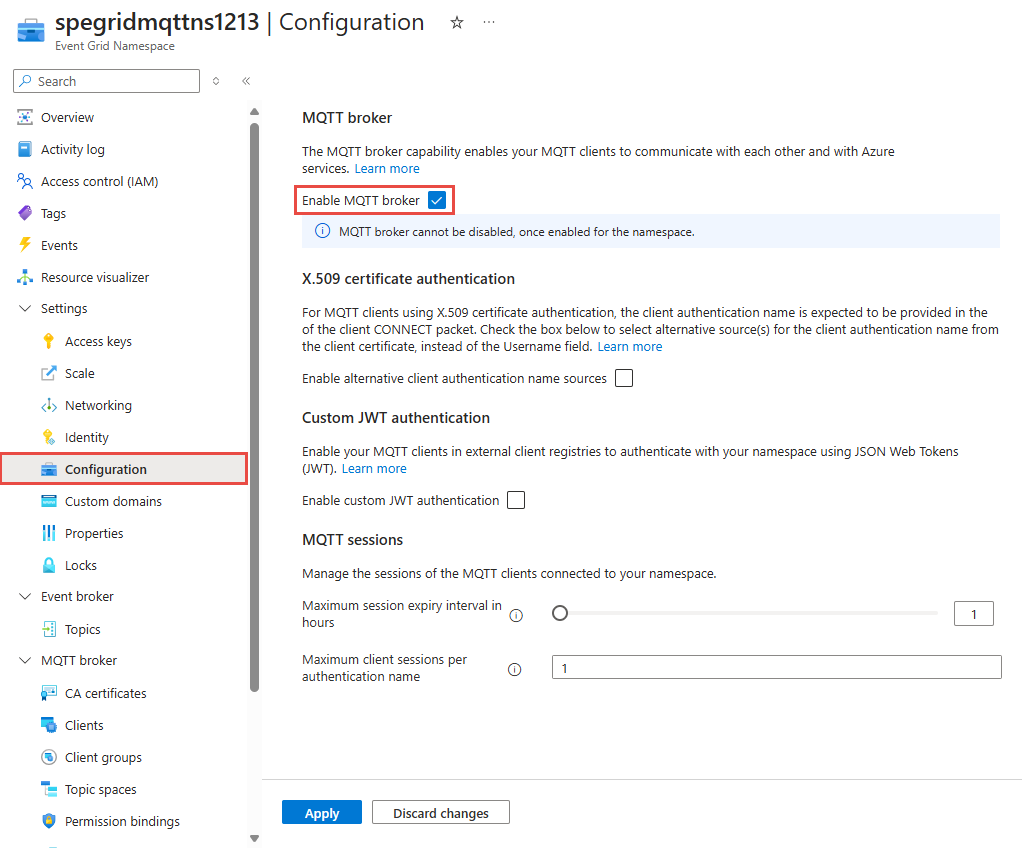 spegridmqttns1213 | Configuration
Event Grid Namespace
Search
Overview
Activity log
Access control (IAM)
Tags
Events
Resource visualizer
Settings
Access keys
Scale
Networking
Identity
Configuration
Custom domains
Properties
Locks
Event broker
Topics
MQTT broker
CA certificates
Clients
Client groups
Topic spaces
Permission bindings
MQTT broker
The MQTT broker capability enables your MQTT clients to communicate with each other and with Azure
services. Learn more
Enable MQTT broker
MQTT broker cannot be disabled, once enabled for the namespace.
X.509 certificate authentication
For MQTT clients using X.509 certificate authentication, the client authentication name is expected to be provided in the
of the client CONNECT packet. Check the box below to select alternative source(s) for the client authentication name from
the client certificate, instead of the Username field. Learn more
Enable alternative client authentication name sources
Custom JWT authentication
Enable your MQTT clients in external client registries to authenticate with your namespace using JSON Web Tokens
(JWT). Learn more
Enable custom JWT authentication
MQTT sessions
Manage the sessions of the MQTT clients connected to your namespace.
Maximum session expiry interval in
hours
1
Maximum client sessions per
authentication name
1
Apply
Discard changes